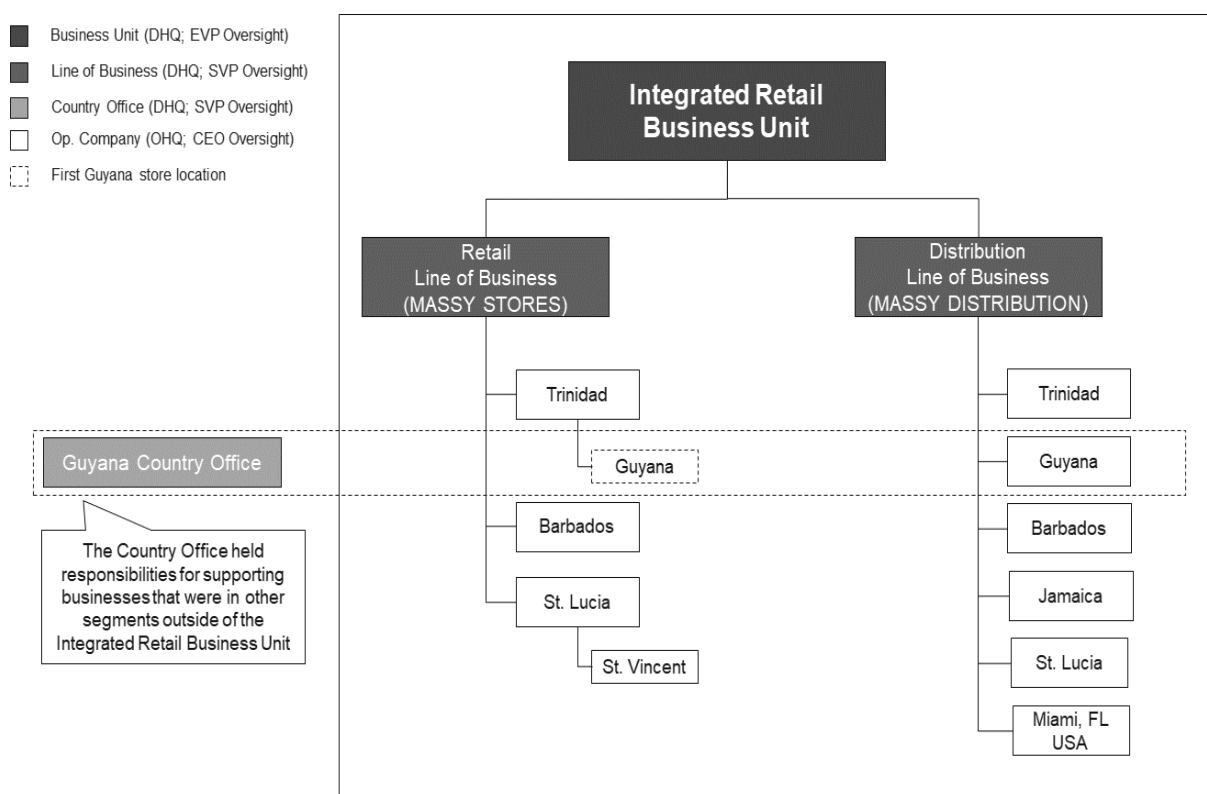 Business Unit (DHQ; EVP Oversight)
Line of Business (DHQ; SVP Oversight)
Country Office (DHQ; SVP Oversight)
Op. Company (OHQ; CEO Oversight)
First Guyana store location
Integrated Retail
Business Unit
Retail
Line of Business
(MASSY STORES)
Distribution
Line of Business
(MASSY DISTRIBUTION)
Trinidad
Trinidad
Guyana Country Office
Guyana
Guyana
The Country Office held
responsibilities for supporting
businesses that were in other
segments outside of the
Integrated Retail Business Unit
Barbados
Barbados
St. Lucia
Jamaica
St. Vincent
St. Lucia
Miami, FL
USA